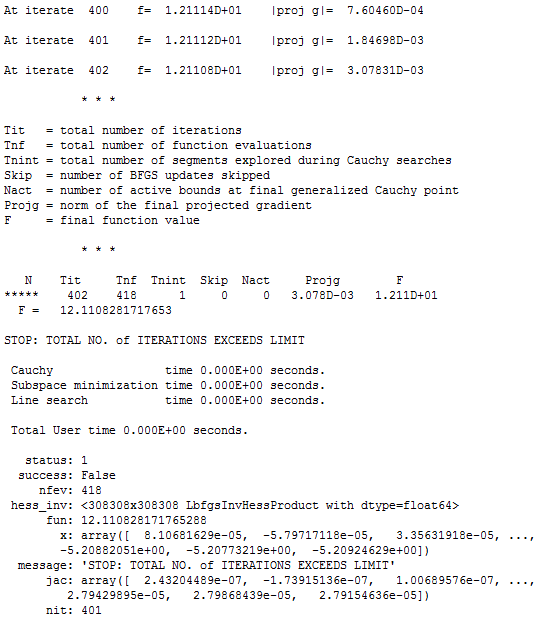 At iterate  400    f=  1.21114D+01    |proj g|=  7.60460D-04
At iterate  401    f=  1.21112D+01    |proj g|=  1.84698D-03
At iterate  402    f=  1.21108D+01    |proj g|=  3.07831D-03
* * *
Tit   = total number of iterations
Tnf   = total number of function evaluations
Tnint = total number of segments explored during Cauchy searches
Skip  = number of BFGS updates skipped
Nact  = number of active bounds at final generalized Cauchy point
Projg = norm of the final projected gradient
F     = final function value
* * *
N    Tit     Tnf  Tnint  Skip  Nact     Projg        F
*****    402    418      1     0     0   3.078D-03   1.211D+01
F =   12.1108281717653
STOP: TOTAL NO. of ITERATIONS EXCEEDS LIMIT
Cauchy                time 0.000E+00 seconds.
Subspace minimization time 0.000E+00 seconds.
Line search           time 0.000E+00 seconds.
Total User time 0.000E+00 seconds.
status: 1
success: False
nfev: 418
hess_inv: <308308x308308 LbfgsInvHessProduct with dtype=float64>
fun: 12.110828171765288
x: array([  8.10681629e-05,  -5.79717118e-05,   3.35631918e-05, ...,
-5.20882051e+00,  -5.20773219e+00,  -5.20924629e+00])
message: 'STOP: TOTAL NO. of ITERATIONS EXCEEDS LIMIT'
jac: array([  2.43204489e-07,  -1.73915136e-07,   1.00689576e-07, ...,
2.79429895e-05,   2.79868439e-05,   2.79154636e-05])
nit: 401